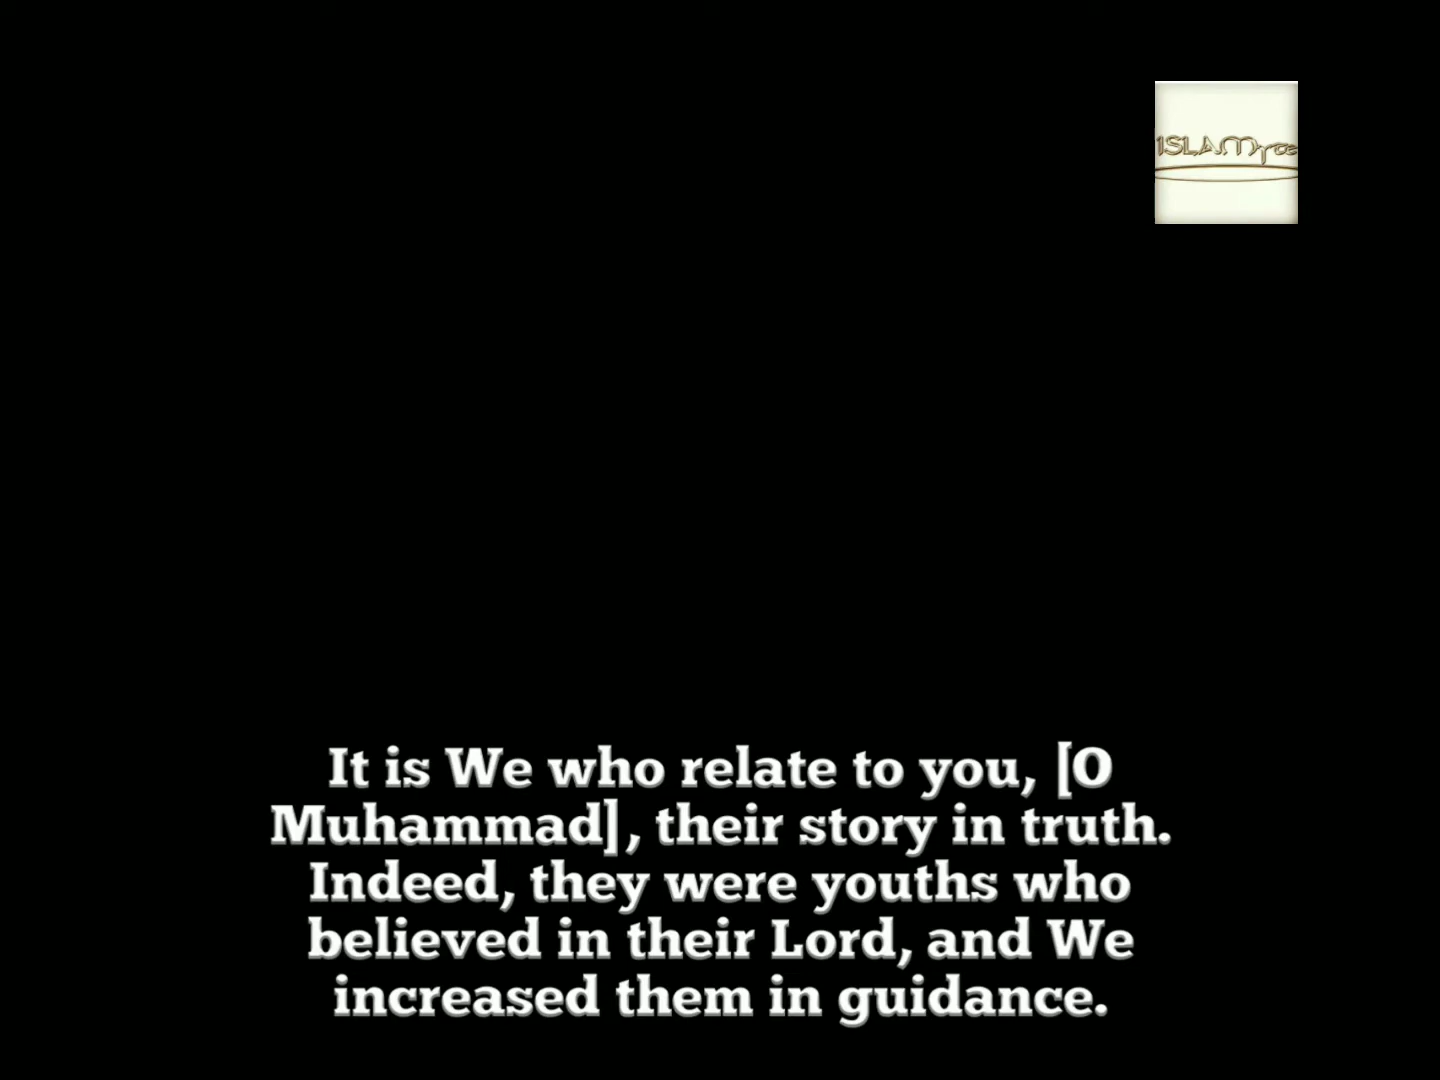 It is We who relate to you, [O
Muhammad], their story in truth.
Indeed, they were youths who
believed in their Lord, and We
increased them in guidance.